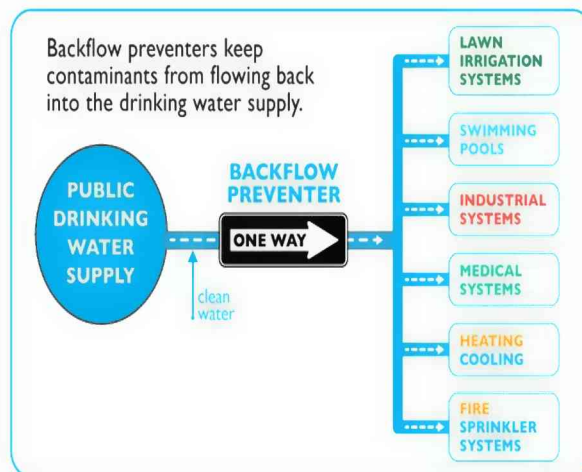 Backflow preventers keep
contaminants from flowing back
into the drinking water supply.
PUBLIC
DRINKING
WATER
SUPPLY
BACKFLOW
PREVENTER
ONE WAY
clean
water
LAWN
IRRIGATION
SYSTEMS
SWIMMING
POOLS
INDUSTRIAL
SYSTEMS
MEDICAL
SYSTEMS
HEATING
COOLING
FIRE
SPRINKLER
SYSTEMS